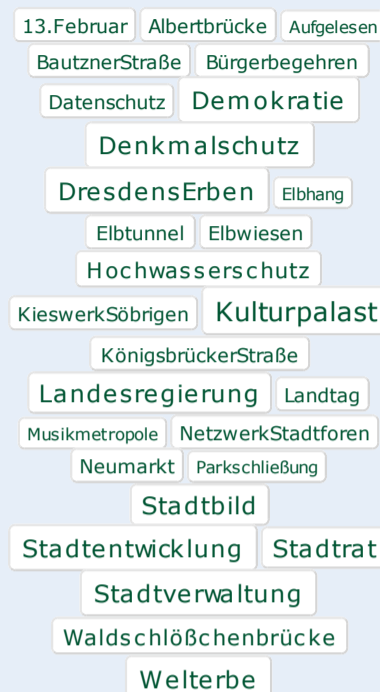 13.Februar Albertbrücke Aufgelesen
BautznerStraße Bürgerbegehren
Datenschutz Demokratie
Denkmalschutz
DresdensErben Elbhang
Elbtunnel Elbwiesen
Hochwasserschutz
KieswerkSöbrigen Kulturpalast
KönigsbrückerStraße
Landesregierung Landtag
Musikmetropole NetzwerkStadtforen
Neumarkt Parkschließung
Stadtbild
Stadtentwicklung Stadtrat
Stadtverwaltung
Waldschlößchenbrücke
Welterbe